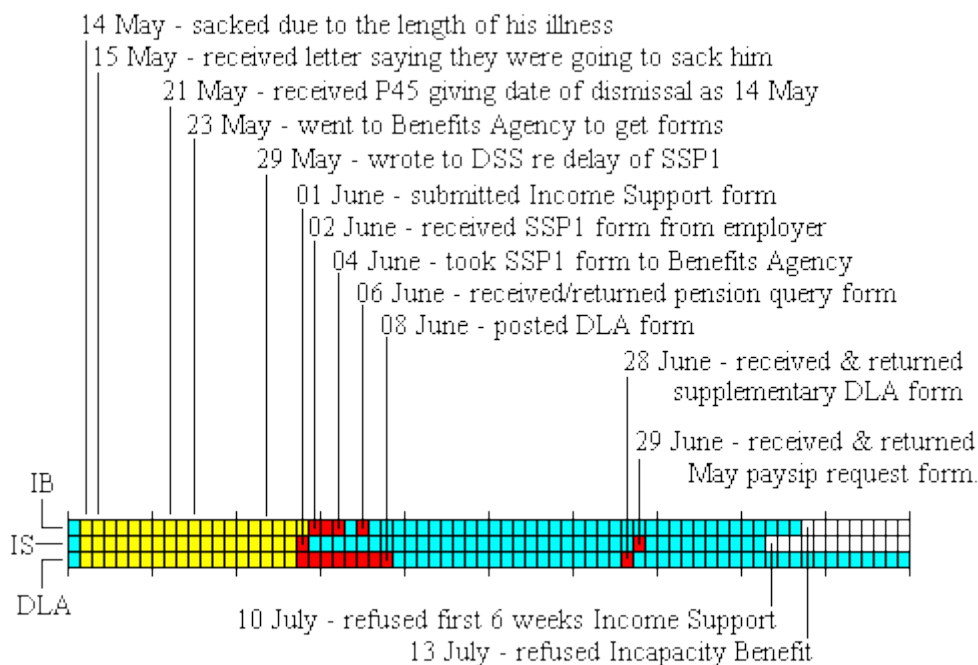 14 May - sacked due to the length of his illness
15 May - received letter saying they were going to sack him
21 May - received P45 giving date of dismissal as 14 May
23 May - went to Benefits Agency to get forms
29 May - wrote to DSS re delay of SSP1
01 June - submitted Income Support form
02 June - received SSP1 form from employer
04 June - took SSP1 form to Benefits Agency
06 June - received/returned pension query form
08 June - posted DLA form
28 June - received & returned
supplementary DLA form
29 June - received & returned
May paysip request form.
IB
IS
DLA
10 July - refused first 6 weeks Income Support
13 July - refused Incapacity Benefit